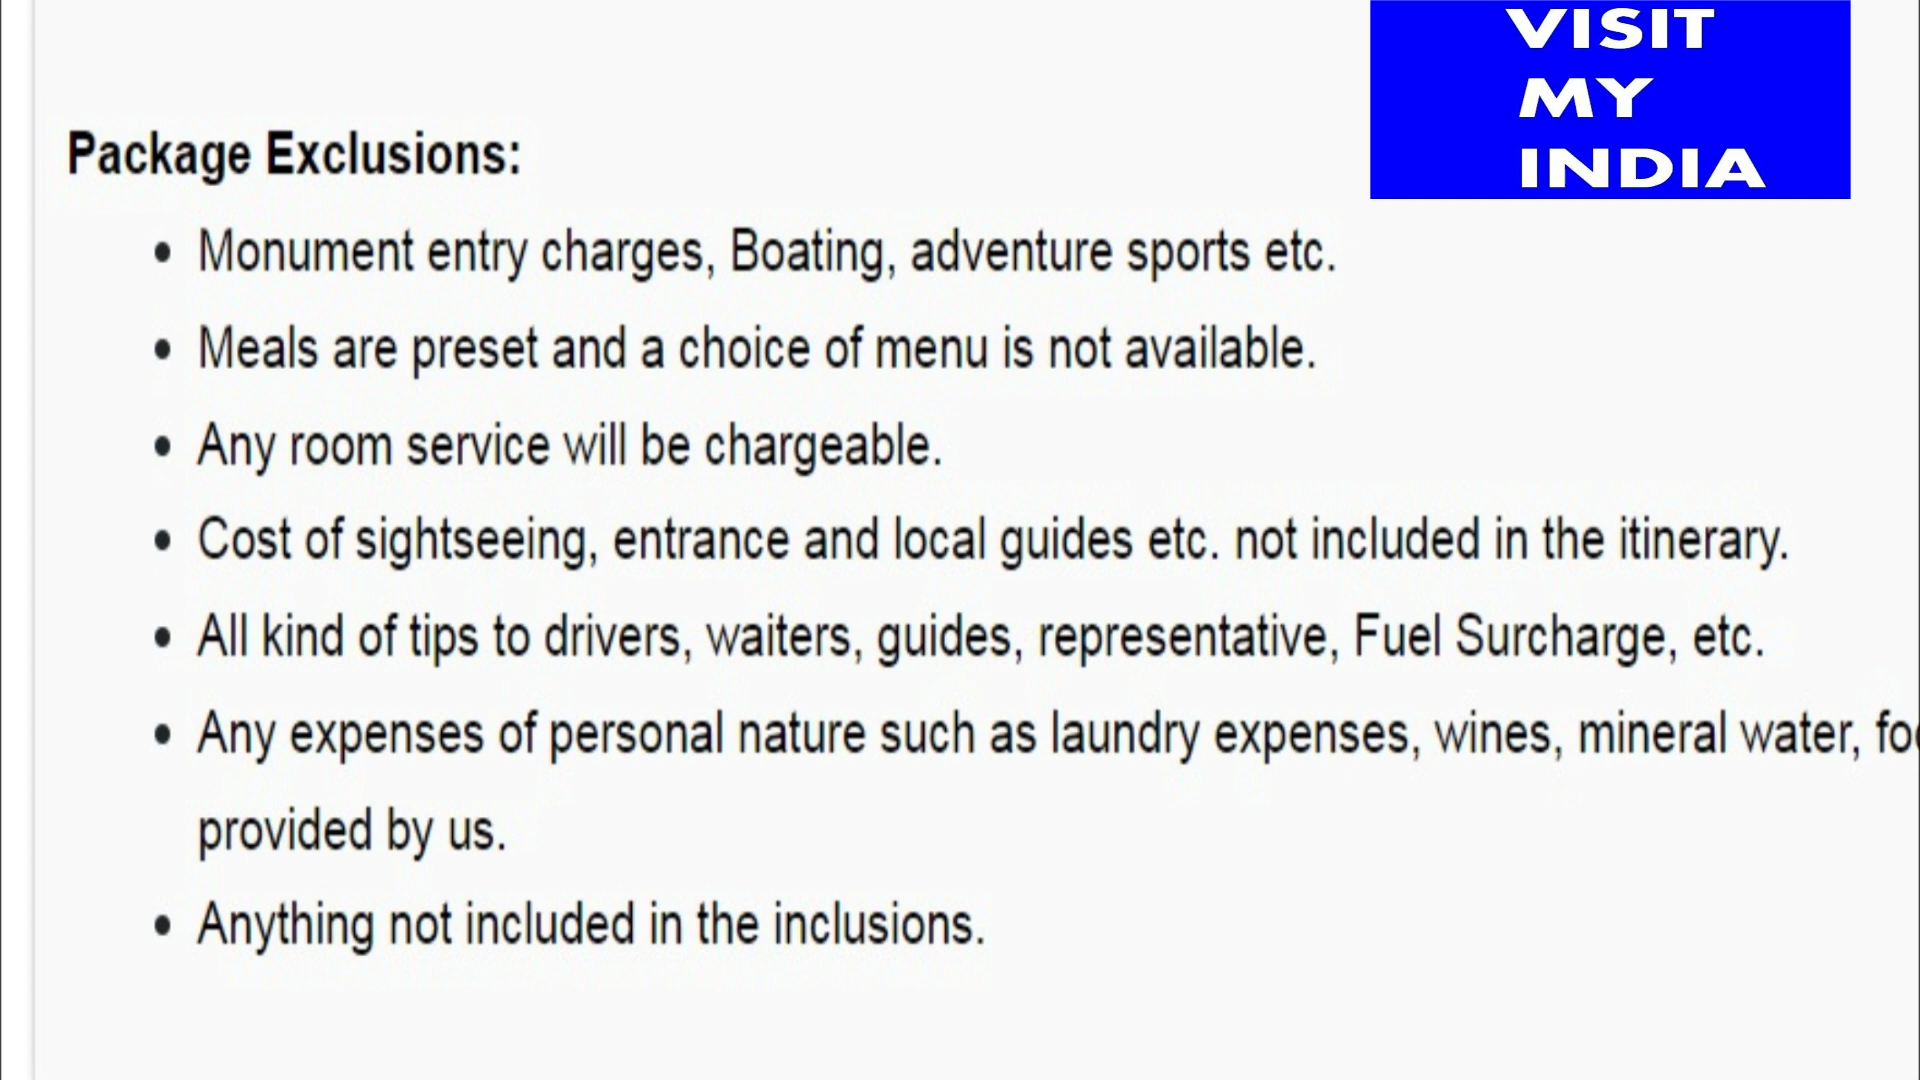 VISIT
MY
INDIA
Package Exclusions:
• Monument entry charges, Boating, adventure sports etc.
• Meals are preset and a choice of menu is not available.
• Any room service will be chargeable.
• Cost of sightseeing, entrance and local guides etc. not included in the itinerary.
• All kind of tips to drivers, waiters, guides, representative, Fuel Surcharge, etc.
• Any expenses of personal nature such as laundry expenses, wines, mineral water,
provided by us.
• Anything not included in the inclusions.